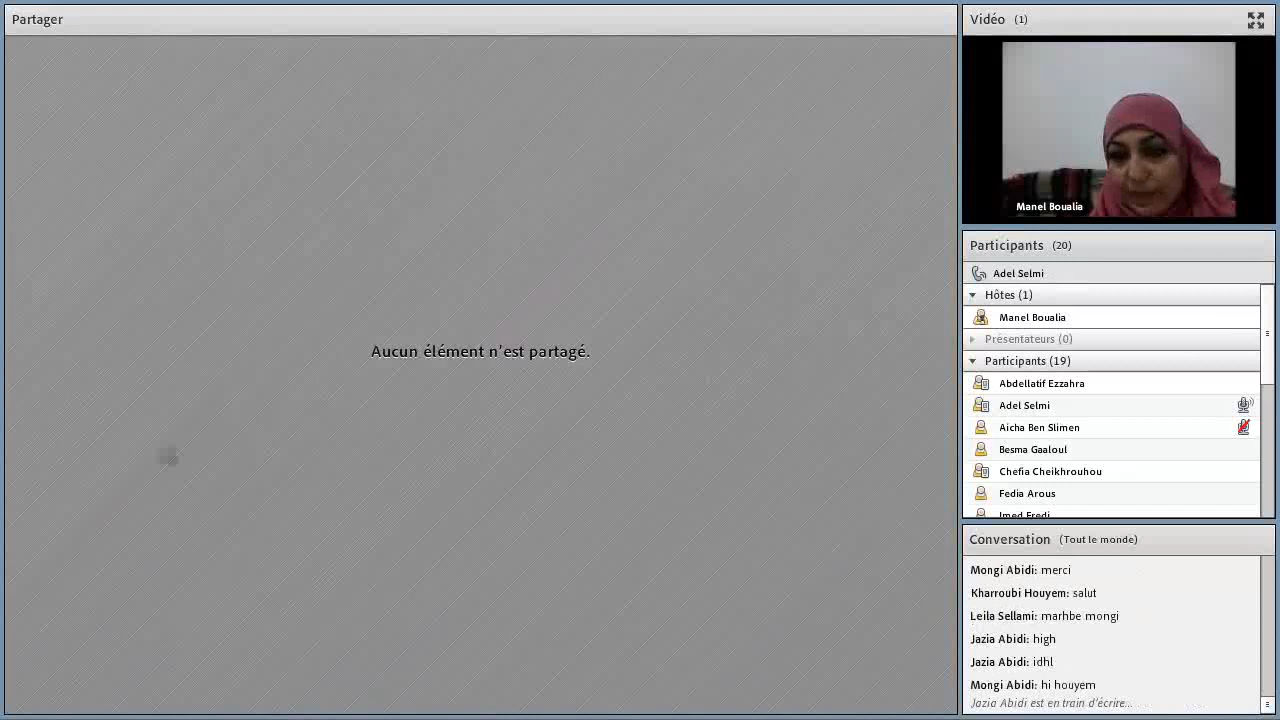 Partager
Aucun élément n'est partagé.
Vidéo (1)
Manel Boualia
Participants (20)
Adel Selmi
Hôtes (1)
Manel Boualia
Présentateurs (0)
Participants (19)
Abdellatif Ezzahra
Adel Selmi
Aicha Ben Slimen
Besma Gaaloul
Chefia Cheikhrouhou
Fedia Arous
Imed Fredj
Conversation (Tout le monde)
Mongi Abidi: merci
Kharroubi Houyem: salut
Leila Sellami: marhbe mongi
Jazia Abidi: high
Jazia Abidi: idhl
Mongi Abidi: hi houyem
Jazia Abidi est en train d'écrire...